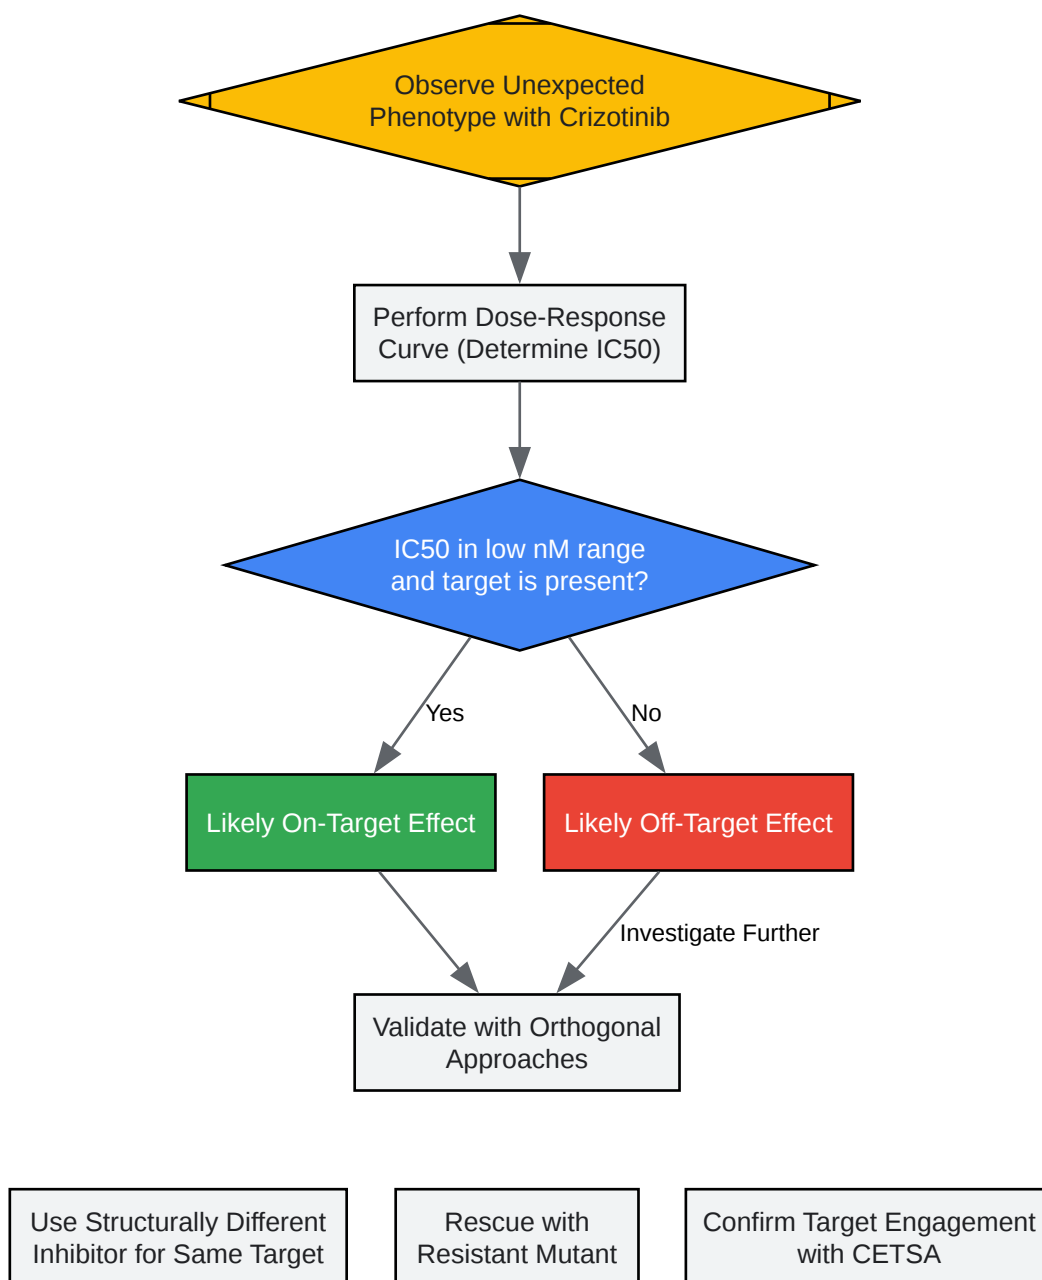 Observe Unexpected
Phenotype with Crizotinib
Perform Dose-Response
Curve (Determine IC50)
IC50 in low nM range
and target is present?
Yes
No
Likely On-Target Effect
Likely Off-Target Effect
Investigate Further
Validate with Orthogonal
Approaches
Use Structurally Different
Inhibitor for Same Target
Rescue with
Resistant Mutant
Confirm Target Engagement
with CETSA